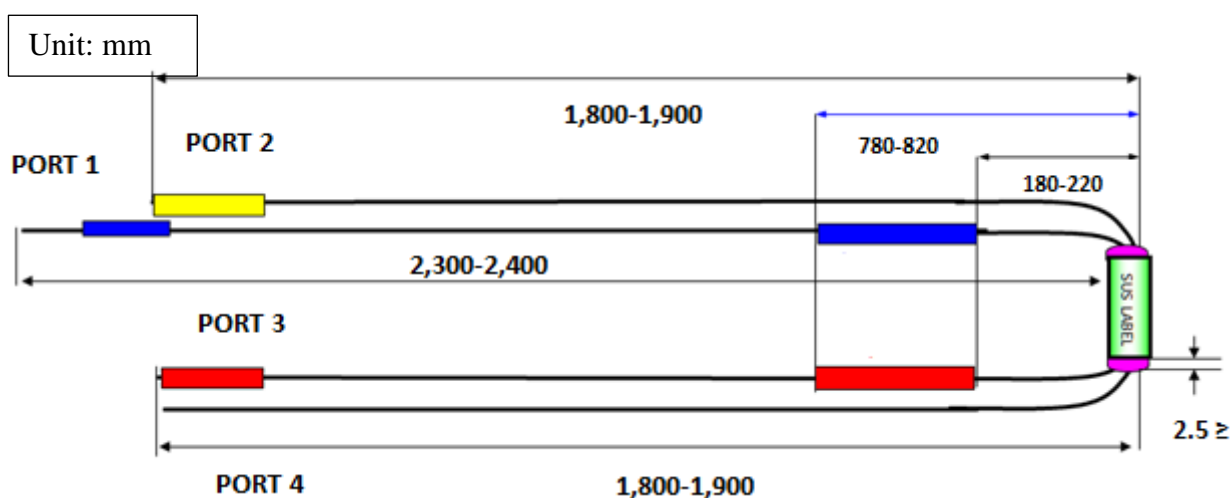 Unit: mm
1,800-1,900
PORT 2
780-820
PORT 1
180-220
2,300-2,400
SUS LABEL
PORT 3
2.5 ≥
PORT 4
1,800-1,900